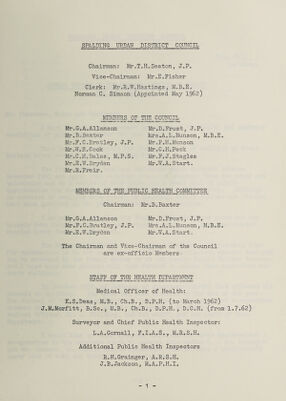 SPALDING URBAN DISTRICT COUNCIL
Chairman: Mr.T.H.Seaton, J.P.
Vice-Chairman: Mr.E.Fisher
Clerk: Mr.R.W.Hastings, M.B.E.
Norman C. Simson (Appointed May 1962)
MEMBERS OF THE COUNCIL
Mr.G.A.Allanson Mr.D.Frost, J.P.
Mr.B.Baxter Mrs.A.L.Munson, M.B.E.
Mr.F.C.Bratley, J.P. Mr.P.H.Munson
Mr.W.E.Cook Mr.G.H.Peck
Mr.C.H.Dales, M.P.S. Mr.F.J.Stagles
Mr.E.W.Dryden Mr.V.A.Start.
Mr.R.Freir.
MEMBERS OF THE PUBLIC HEALTH COMMITTEE
Chairman: Mr.B.Baxter
Mr.G.A.Allanson Mr.D.Frost, J.P.
Mr.F.C.Bratley, J.P. Mrs.A.L.Munson, M.B.E.
Mr.E.W.Dryden Mr.V.A.Start.
The Chairman and Vice-Chairman of the Council
are ex-officio Members
STAFF OF THE HEALTH DEPARTMENT
Medical Officer of Health:
K.S.Deas, M.B., Ch.B., D.P.H. (to March 1962)
J.M.Morfitt, B.Sc., M.B., Ch.B., D.P.H., D.C.H. (from 1.7.62)
Surveyor and Chief Public Health Inspector:
L.A.Cornall, F.I.A.S., M.R.S.H.
Additional Public Health Inspectors
R.H.Grainger, A.R.S.H.
J.B.Jackson, M.A.P.H.I.
- 1 -